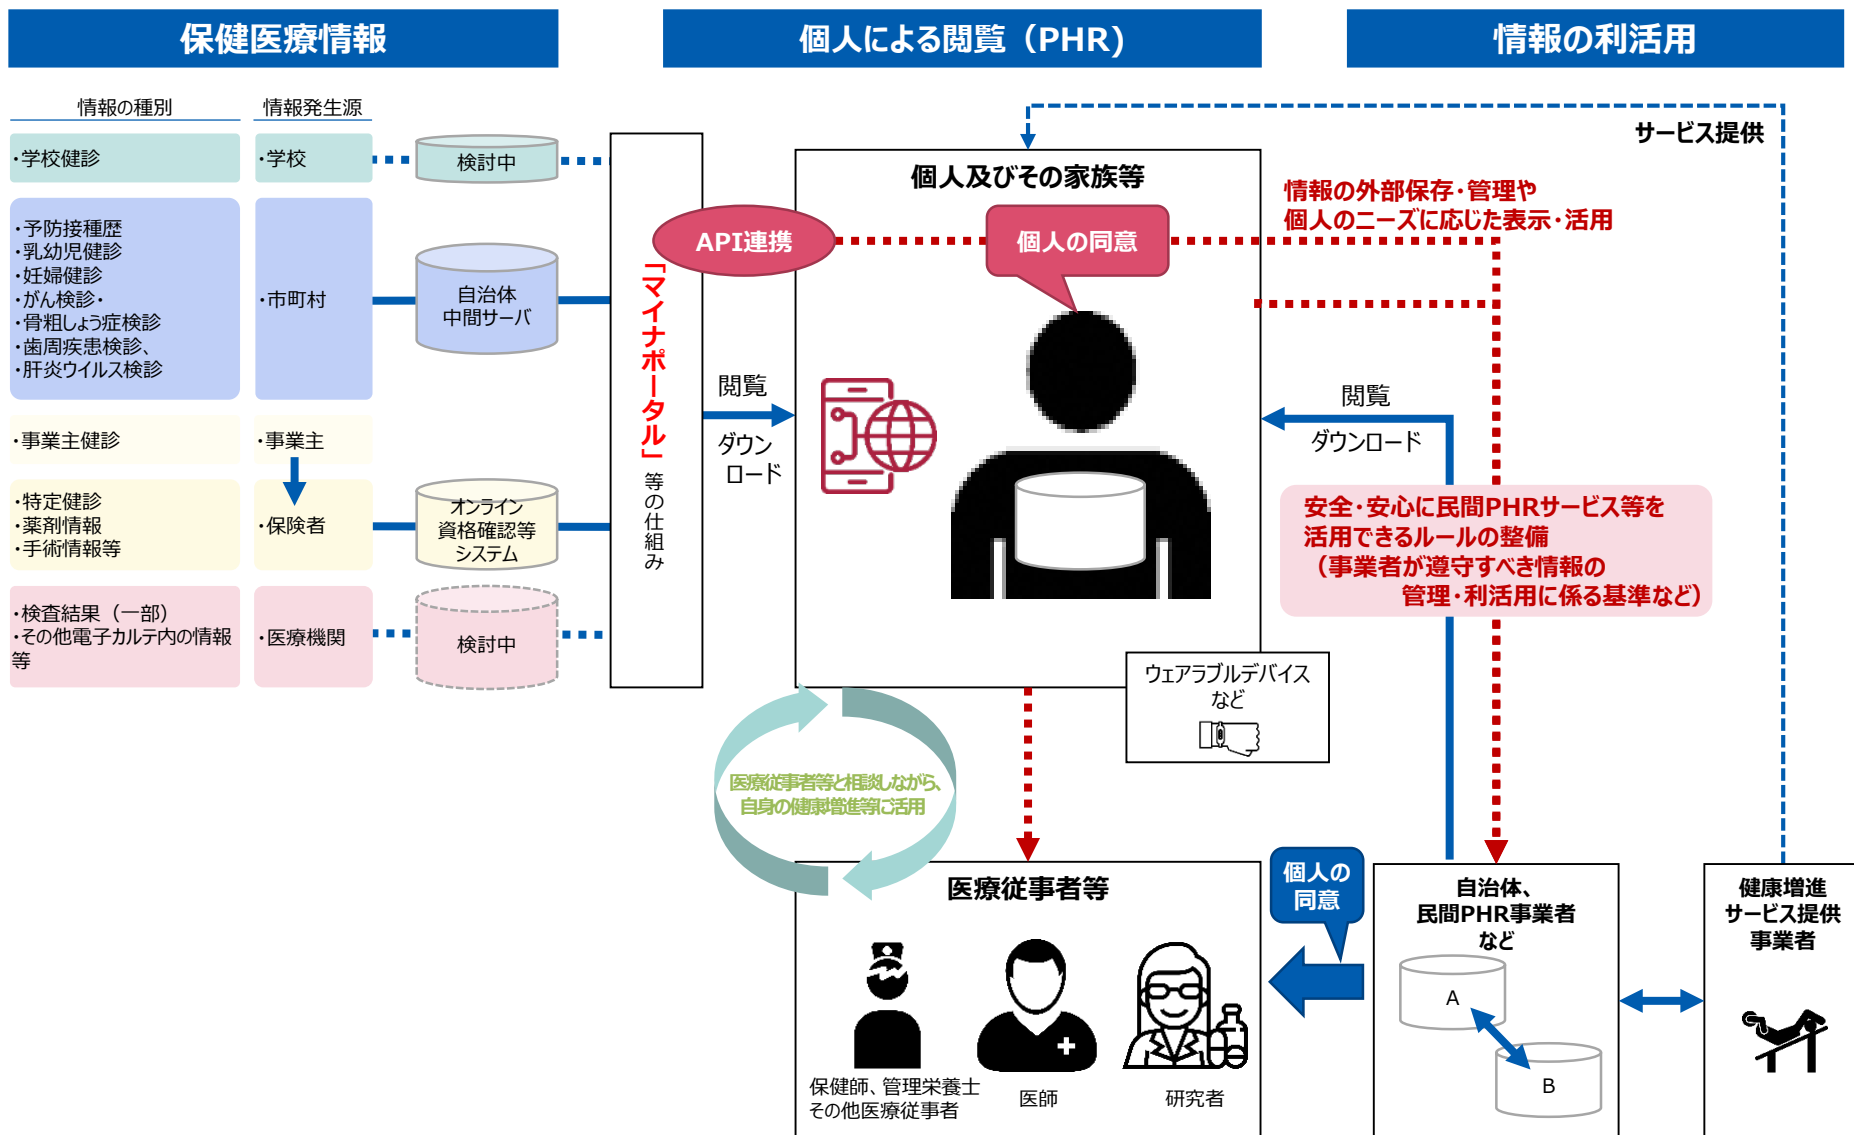 保健医療情報
個人による閲覧（PHR)
情報の利活用
情報の種別
情報発生源
・学校健診
・学校
検討中
・予防接種歴
・乳幼児健診
・妊婦健診
・がん検診・
・骨粗しょう症検診
・歯周疾患検診、
・肝炎ウイルス検診
・市町村
自治体
中間サーバ
・事業主健診
・事業主
・特定健診
・薬剤情報
・手術情報等
・保険者
オンライン
資格確認等
システム
・検査結果（一部）
・その他電子カルテ内の情報
等
・医療機関
検討中
「マイナポータル」
等の仕組み
API連携
閲覧
ダウン
ロード
個人及びその家族等
個人の同意
サービス提供
情報の外部保存・管理や
個人のニーズに応じた表示・活用
閲覧
ダウンロード
安全・安心に民間PHRサービス等を
活用できるルールの整備
（事業者が遵守すべき情報の
管理・利活用に係る基準など）
ウェアラブルデバイス
など
医療従事者等と相談しながら、
自身の健康増進等に活用
医療従事者等
保健師、管理栄養士
その他医療従事者
医師
研究者
個人の
同意
自治体、
民間PHR事業者
など
A
B
健康増進
サービス提供
事業者